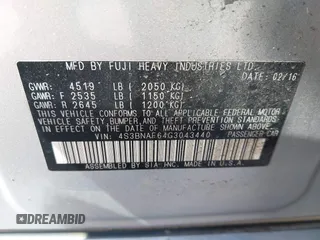 MFD BY FUJI HEAVY INDUSTRIES LTD.
DATE: 02/16
GVWR: 4519 LB ( 2050 KG)
GAWR: F 2535 LB ( 1150 KG)
GAWR: R 2645 LB ( 1200 KG)
THIS VEHICLE CONFORMS TO ALL APPLICABLE
FEDERAL MOTOR VEHICLE SAFETY, BUMPER, AND
THEFT PREVENTION STANDARDS IN EFFECT ON THE
DATE OF MANUFACTURE SHOWN ABOVE.
VIN: 4S3BNAF64G3043440 PASSENGER CAR
ASSEMBLED BY SIA INC. MADE IN U.S.A.
DREAMBID